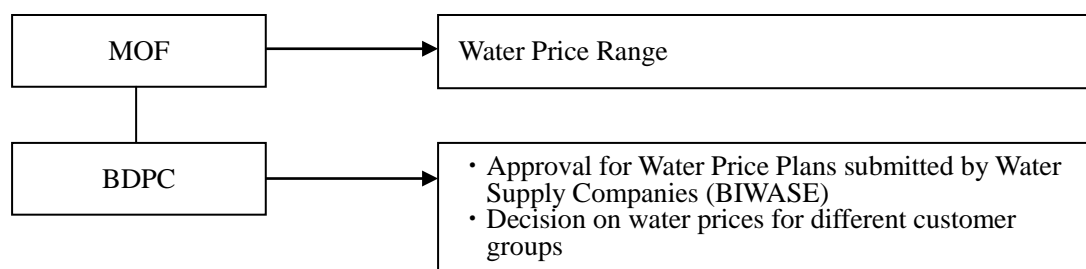 MOF
Water Price Range
BDPC
・Approval for Water Price Plans submitted by Water
Supply Companies (BIWASE)
・Decision on water prices for different customer
groups